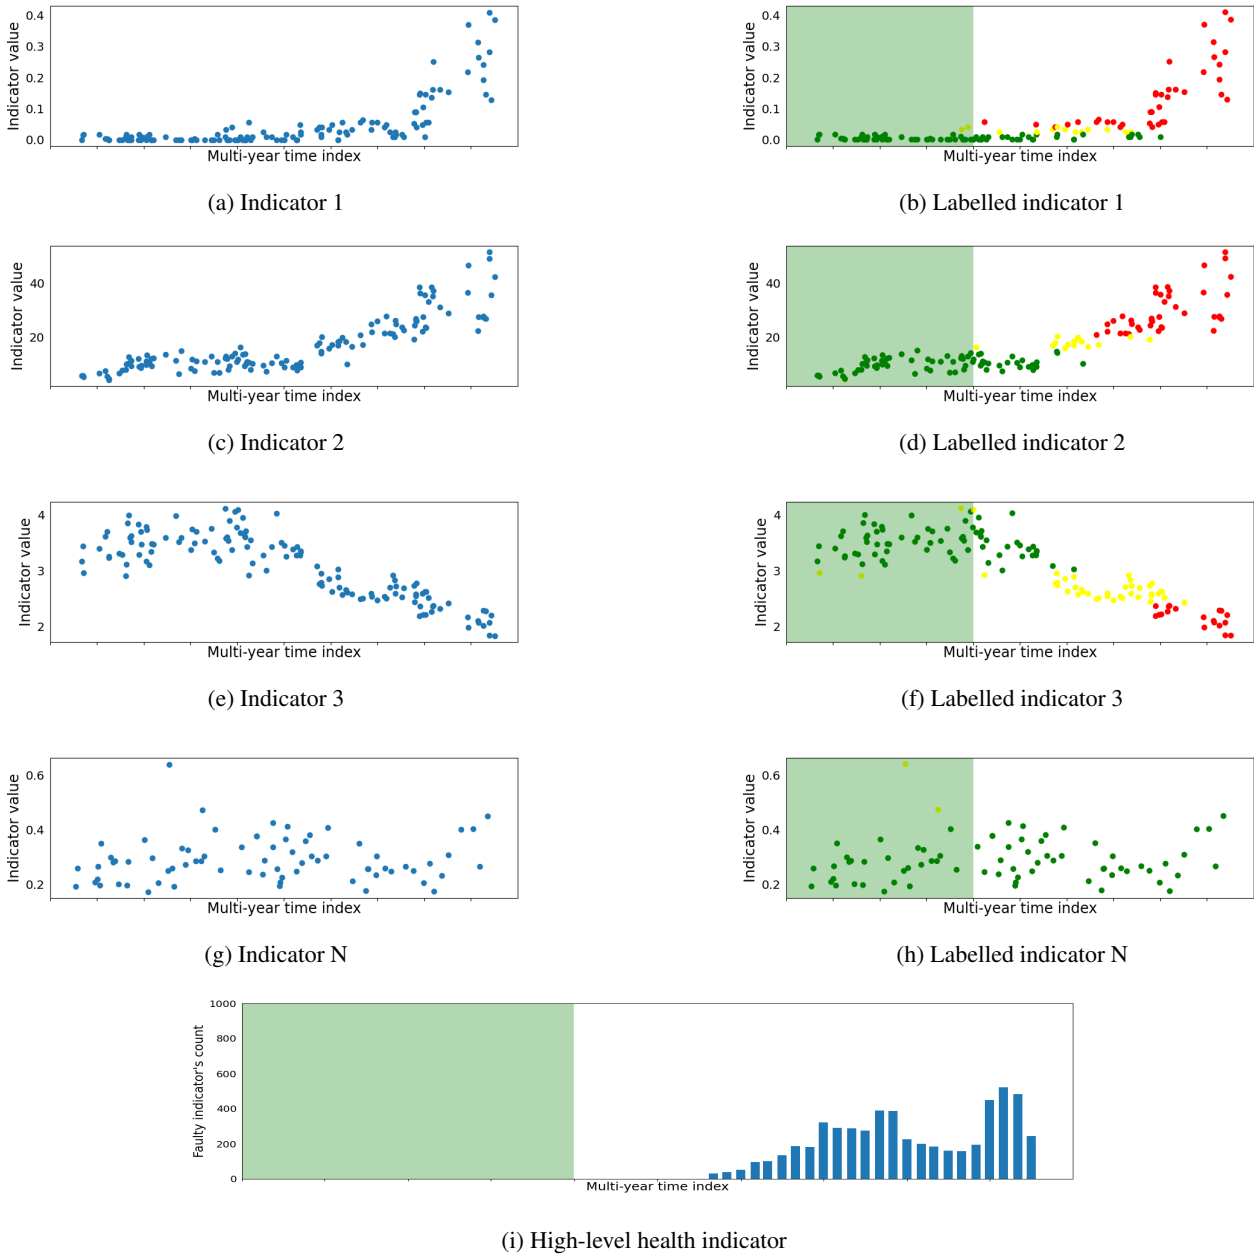 Indicator value
0.4
0.3
0.2
0.1
0.0
Multi-year time index
(a) Indicator 1
Indicator value
0.4
0.3
0.2
0.1
0.0
Multi-year time index
(b) Labelled indicator 1
Indicator value
40
20
Multi-year time index
(c) Indicator 2
Indicator value
40
20
Multi-year time index
(d) Labelled indicator 2
Indicator value
4
3
2
Multi-year time index
(e) Indicator 3
Indicator value
4
3
2
Multi-year time index
(f) Labelled indicator 3
Indicator value
0.6
0.4
0.2
Multi-year time index
(g) Indicator N
Indicator value
0.6
0.4
0.2
Multi-year time index
(h) Labelled indicator N
Faulty indicator's count
1000
800
600
400
200
0
Multi-year time index
(i) High-level health indicator